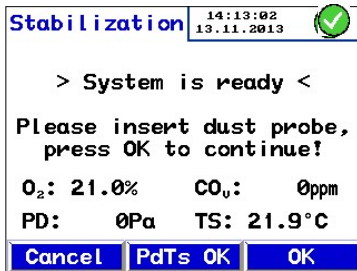 Stabilization 14:13:02
13.11.2013
> System is ready <
Please insert dust probe,
press OK to continue!
O₂: 21.0% COᵤ: 0ppm
PD: 0Pa TS: 21.9°C
Cancel PdTs OK OK